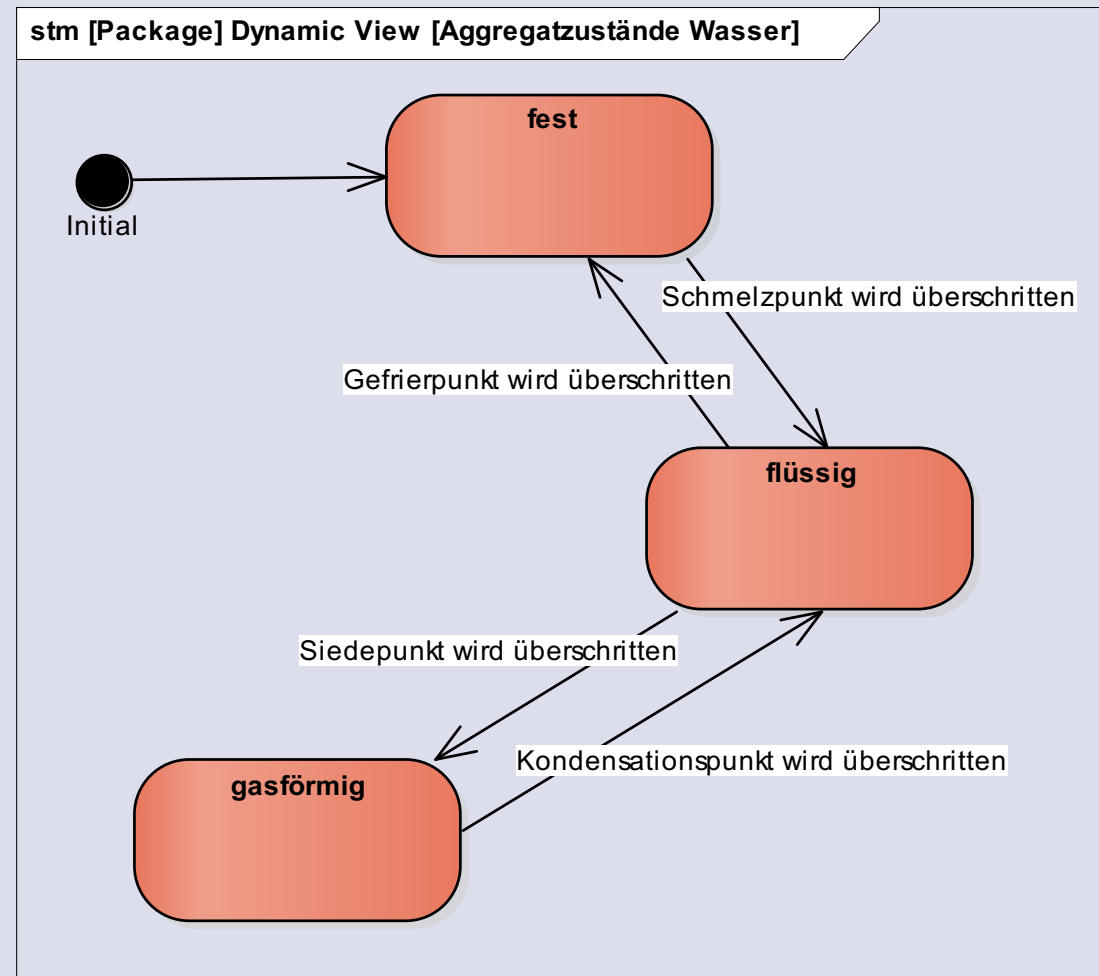 stm [Package] Dynamic View [Aggregatzustände Wasser]
fest
Initial
Schmelzpunkt wird überschritten
Gefrierpunkt wird überschritten
flüssig
Siedepunkt wird überschritten
Kondensationspunkt wird überschritten
gasförmig